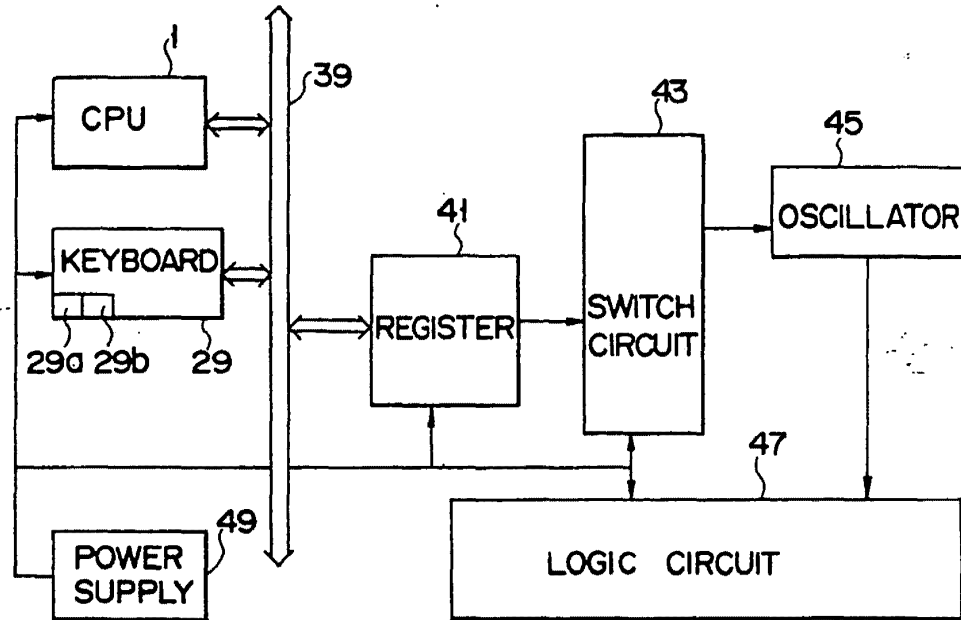 1
CPU
39
43
45
OSCILLATOR
41
KEYBOARD
29a 29b 29
REGISTER
SWITCH
CIRCUIT
47
49
POWER
SUPPLY
LOGIC CIRCUIT